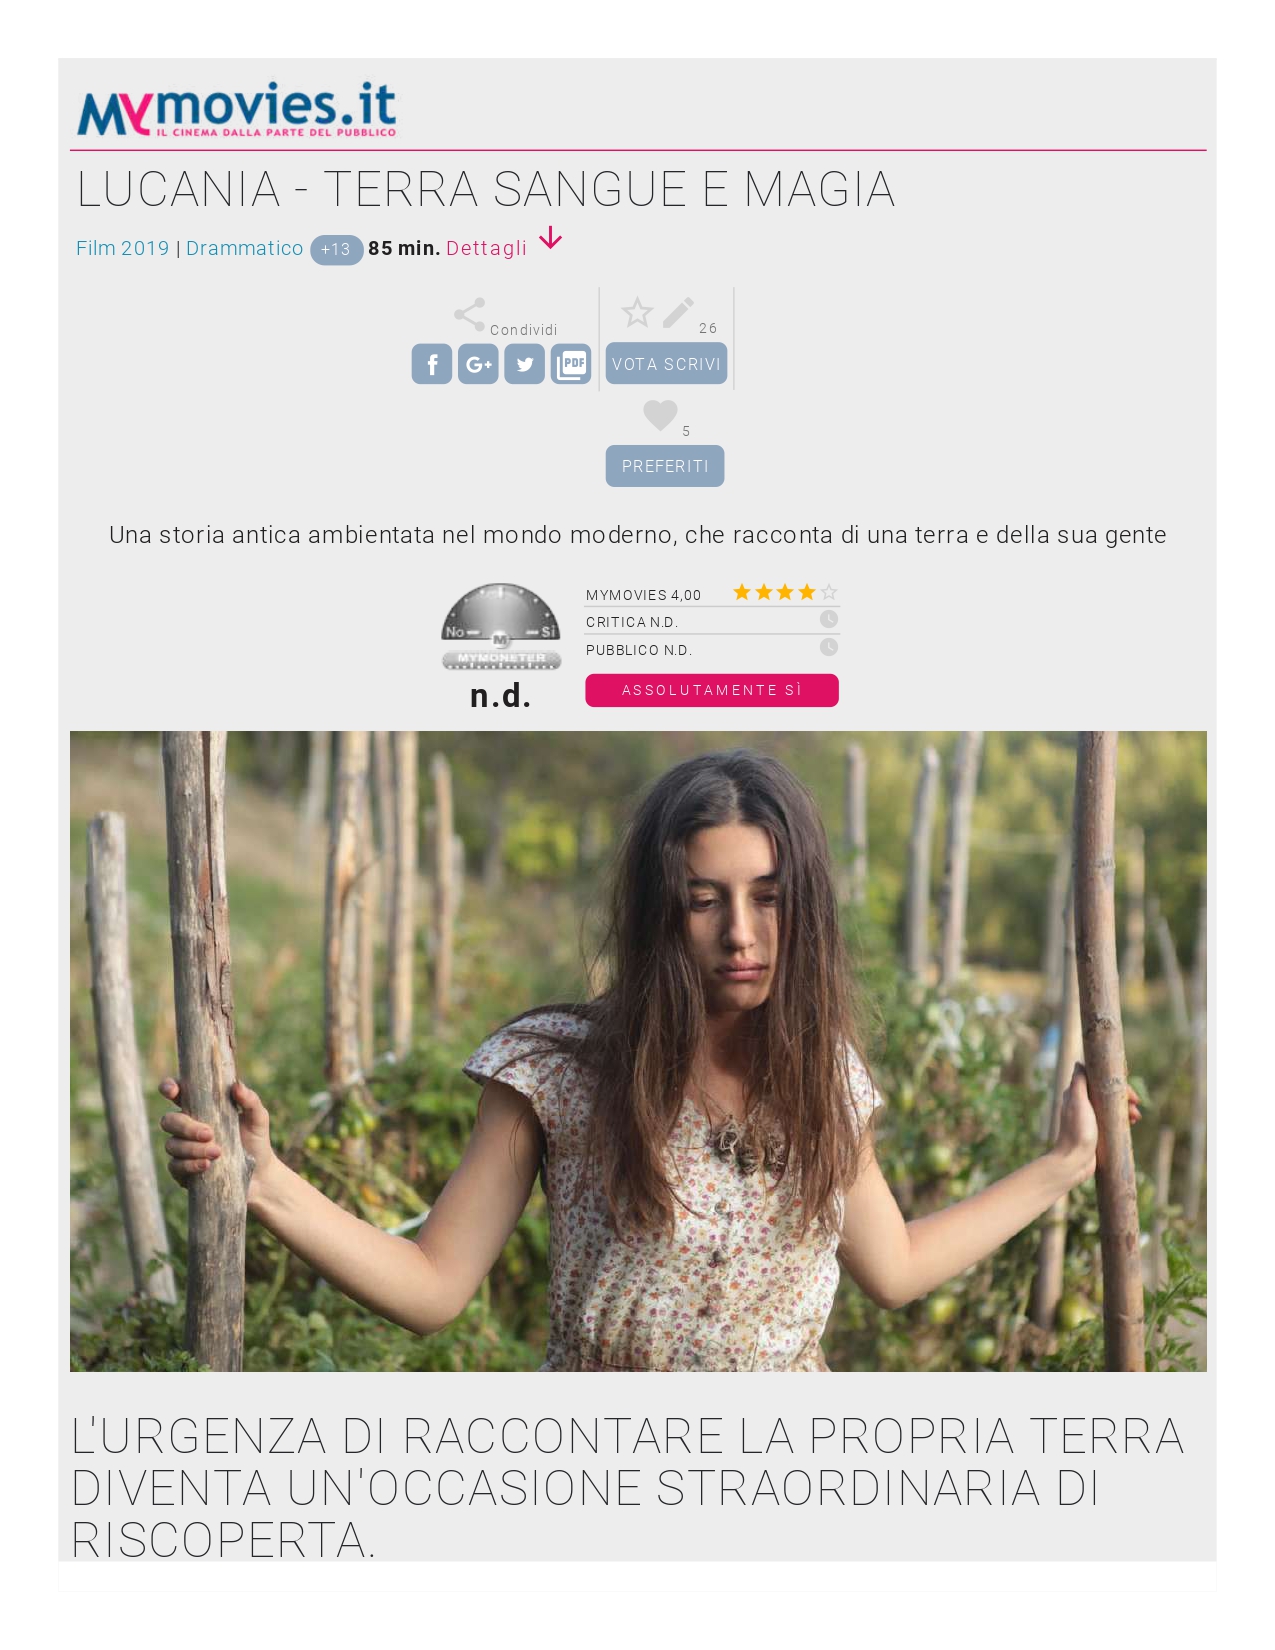 Mymovies.it
IL CINEMA DALLA PARTE DEL PUBBLICO
LUCANIA - TERRA SANGUE E MAGIA
Film 2019 | Drammatico +13 85 min. Dettagli
Condividi
26
f G+ PDF VOTA SCRIVI
5
PREFERITI
Una storia antica ambientata nel mondo moderno, che racconta di una terra e della sua gente
MYMOVIES 4,00
CRITICA N.D.
No M Sì
PUBBLICO N.D.
MYMONETER
n.d.
ASSOLUTAMENTE SÌ
L'URGENZA DI RACCONTARE LA PROPRIA TERRA
DIVENTA UN'OCCASIONE STRAORDINARIA DI
RISCOPERTA.